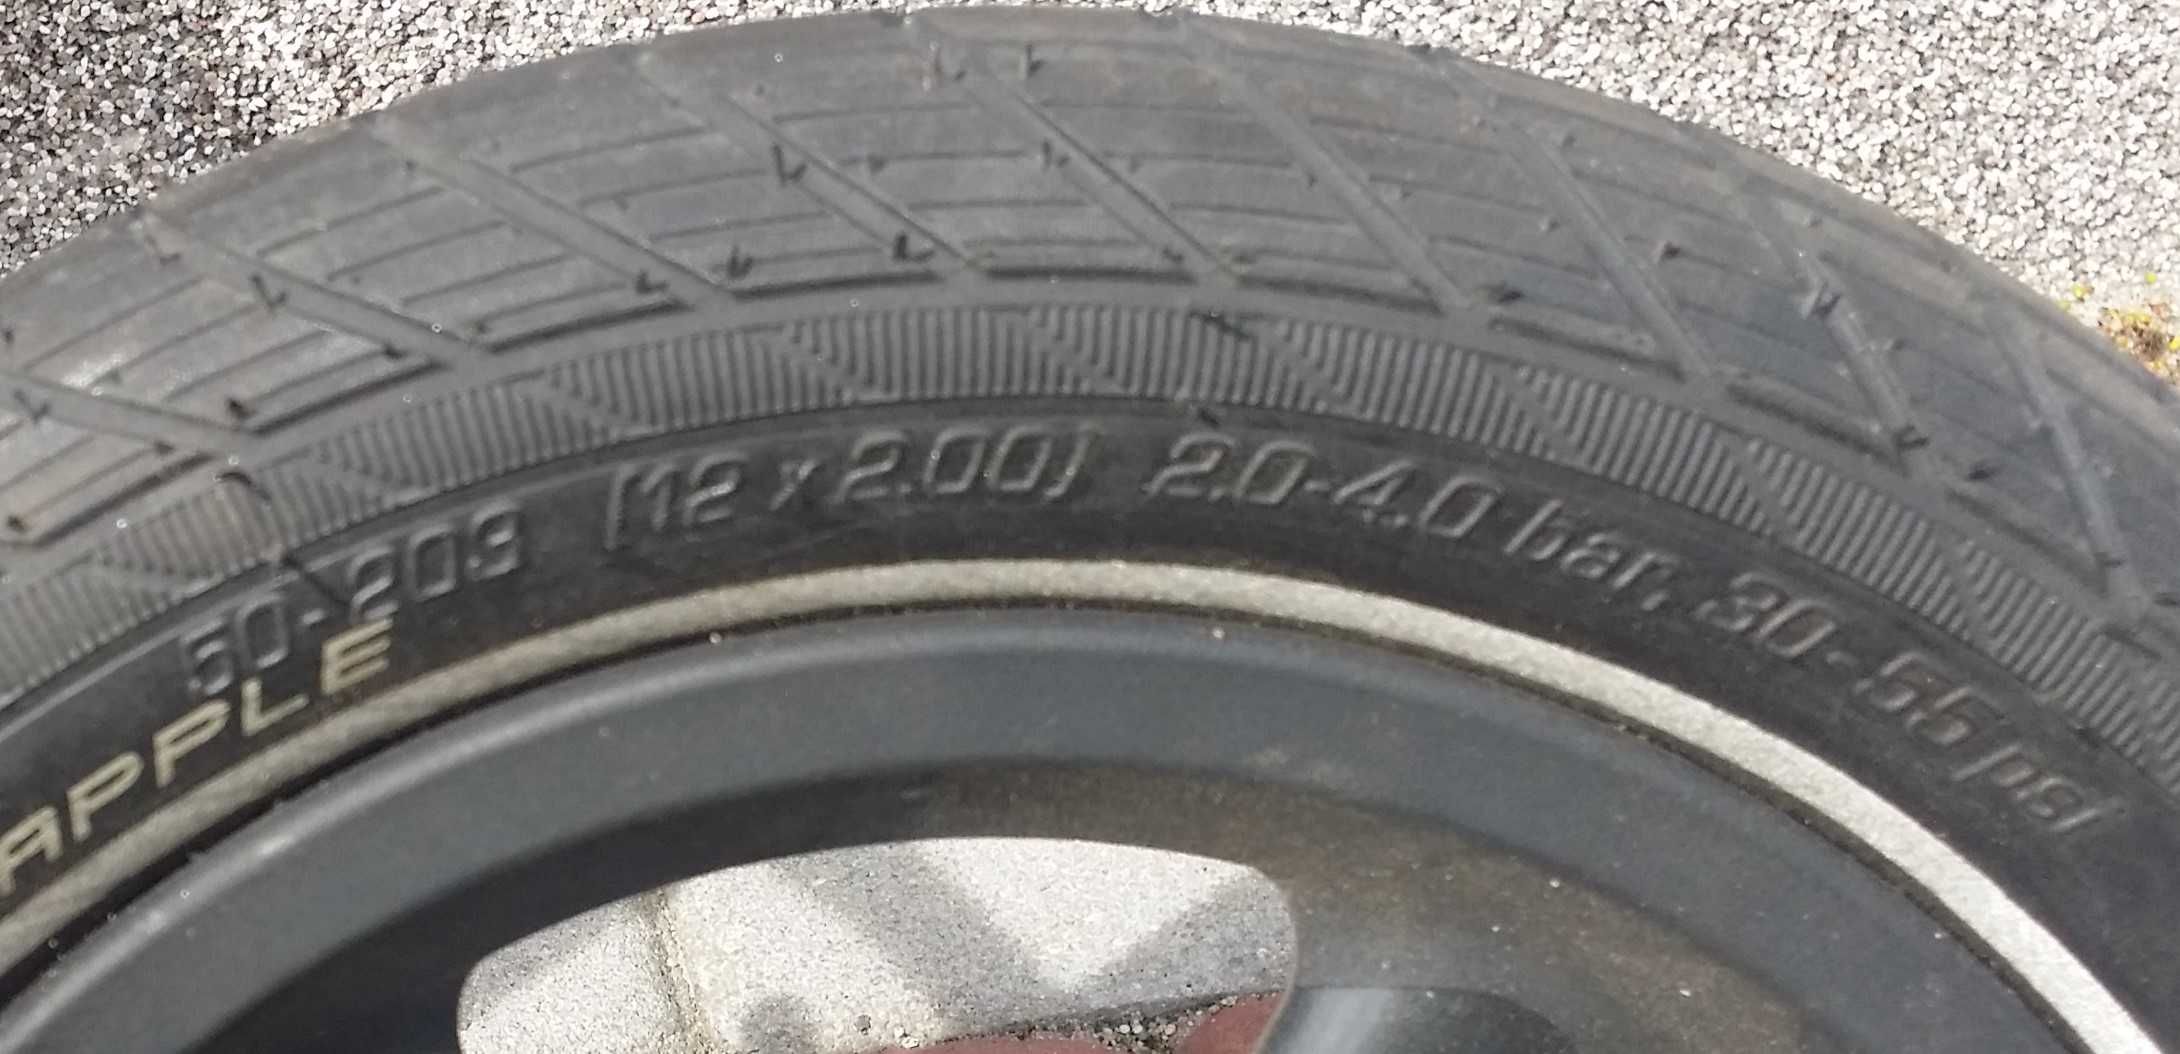 50-203 (12 x 2.00) 2.0-4.0 bar, 30-55 psi
APPLE